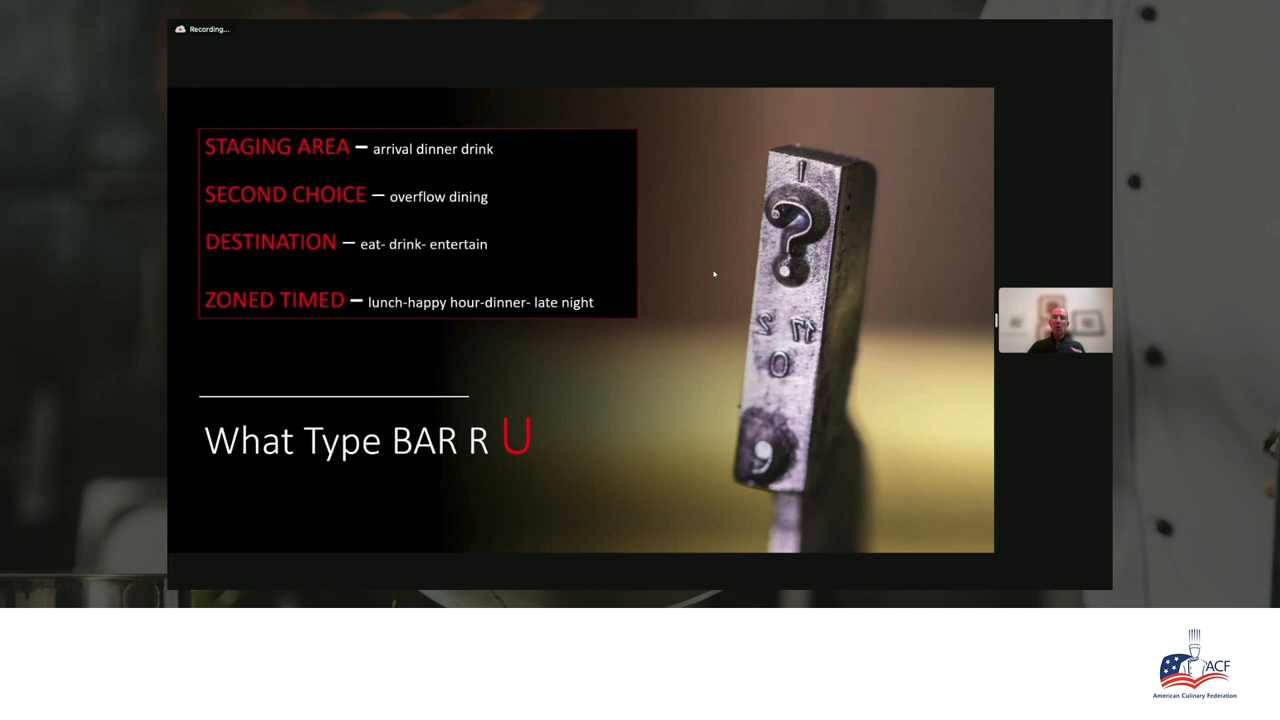 Recording...
STAGING AREA – arrival dinner drink
SECOND CHOICE – overflow dining
DESTINATION – eat- drink- entertain
ZONED TIMED – lunch-happy hour-dinner- late night
What Type BAR R U
?
0
ACF
American Culinary Federation